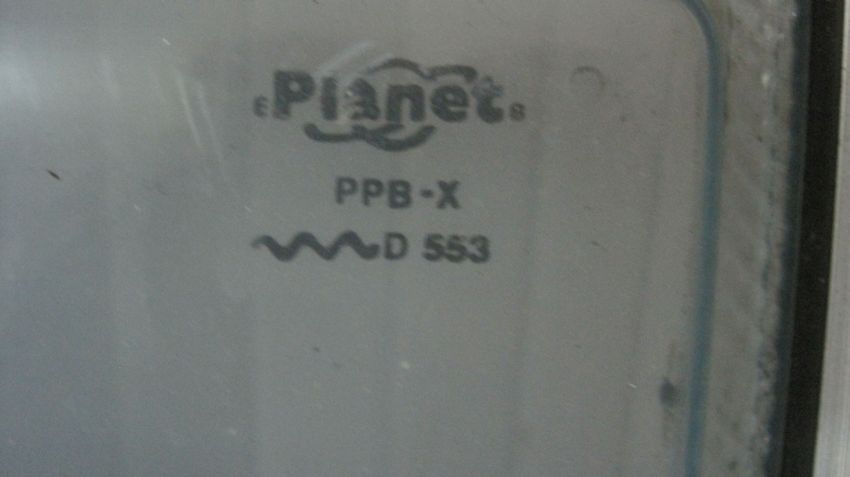 Planet
PPB-X
D 553